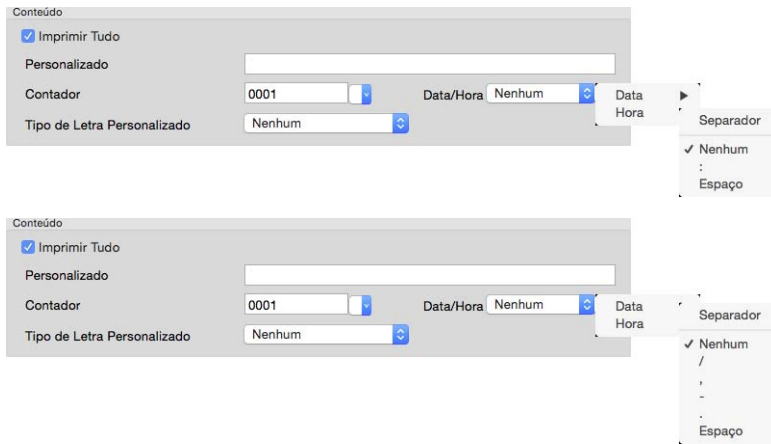 Conteúdo
Imprimir Tudo
Personalizado
Contador 0001 Data/Hora Nenhum Data
Hora
Tipo de Letra Personalizado Nenhum
Separador
✓ Nenhum
:
Espaço
Conteúdo
Imprimir Tudo
Personalizado
Contador 0001 Data/Hora Nenhum Data
Hora
Tipo de Letra Personalizado Nenhum
Separador
✓ Nenhum
/
,
-
.
Espaço